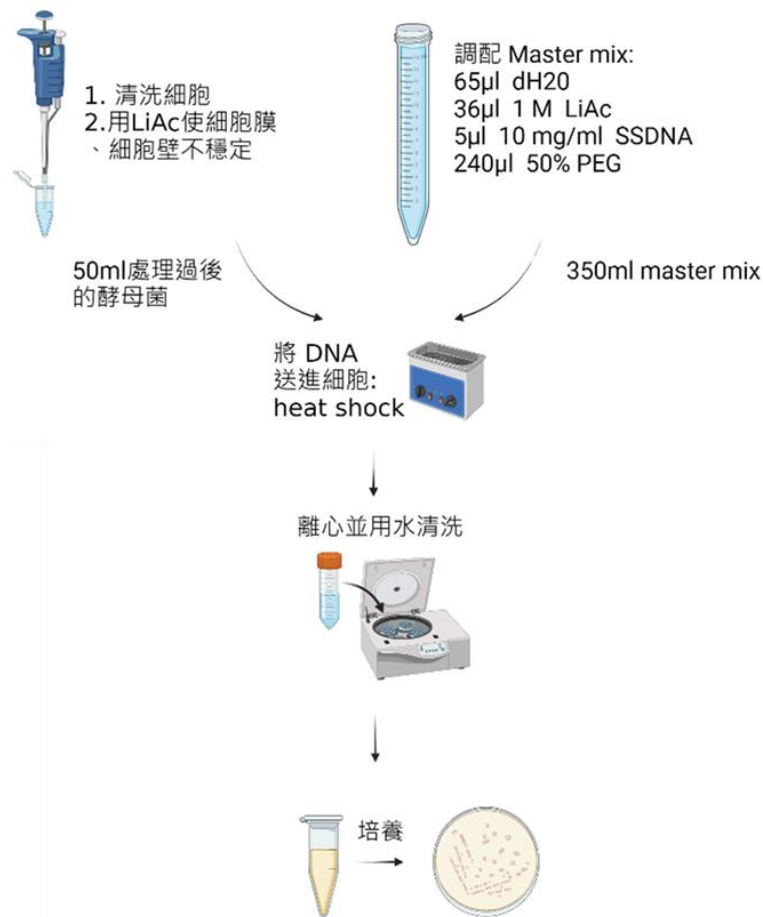 1. 清洗細胞
2.用LiAc使細胞膜
、細胞壁不穩定
調配 Master mix:
65µl dH20
36µl 1 M LiAc
5µl 10 mg/ml SSDNA
240µl 50% PEG
50ml處理過後
的酵母菌
350ml master mix
將 DNA
送進細胞:
heat shock
離心並用水清洗
培養